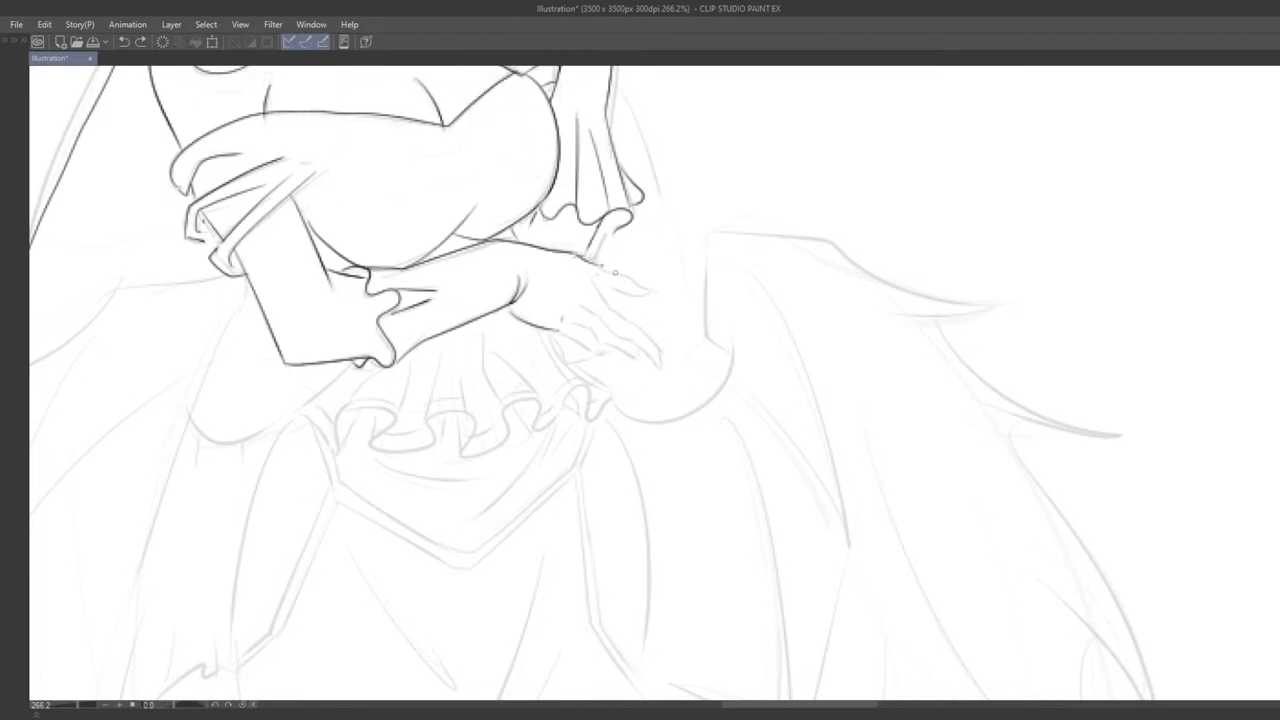 Illustration* (3500 x 3500px 300dpi 266.2%) - CLIP STUDIO PAINT EX
File Edit Story(P) Animation Layer Select View Filter Window Help
Illustration*
266.2 0.0